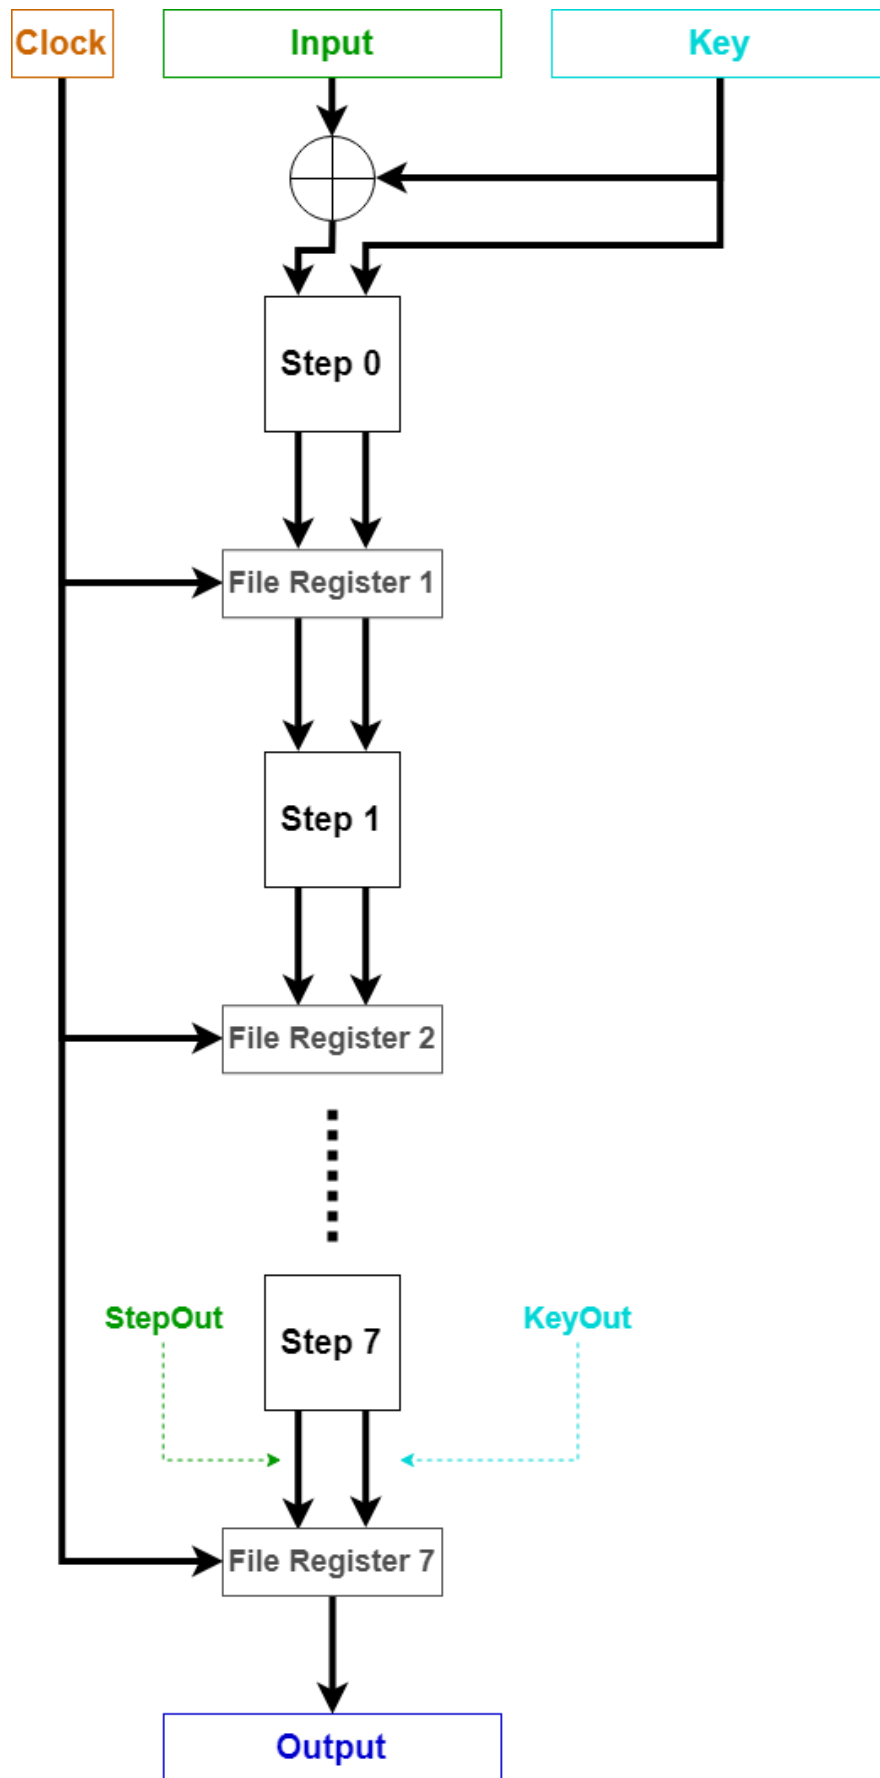 Clock
Input
Key
Step 0
File Register 1
Step 1
File Register 2
StepOut
KeyOut
Step 7
File Register 7
Output